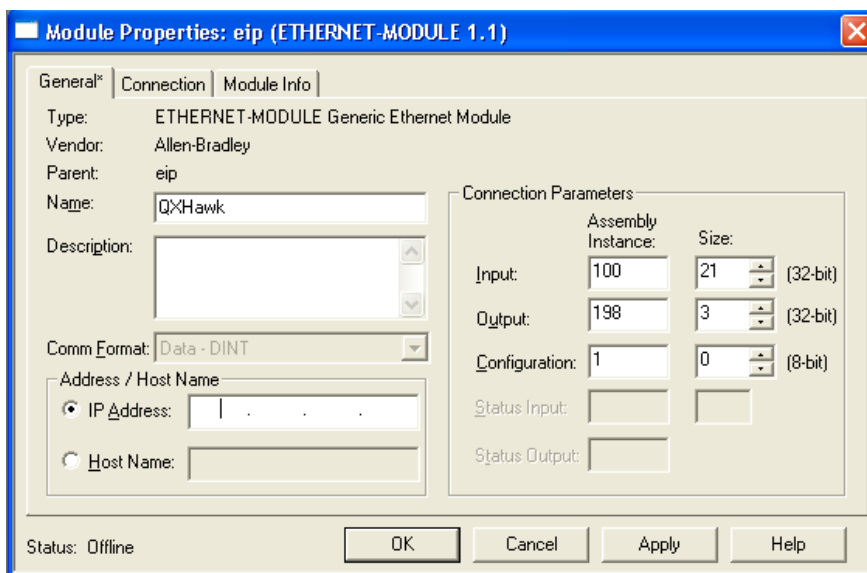 Module Properties: eip (ETHERNET-MODULE 1.1)
General* Connection Module Info
Type: ETHERNET-MODULE Generic Ethernet Module
Vendor: Allen-Bradley
Parent: eip
Name: QXHawk
Description:
Comm Format: Data - DINT
Address / Host Name
IP Address: . . .
Host Name:
Connection Parameters
Assembly Instance: Size:
Input: 100 21 (32-bit)
Output: 198 3 (32-bit)
Configuration: 1 0 (8-bit)
Status Input:
Status Output:
Status: Offline
OK Cancel Apply Help